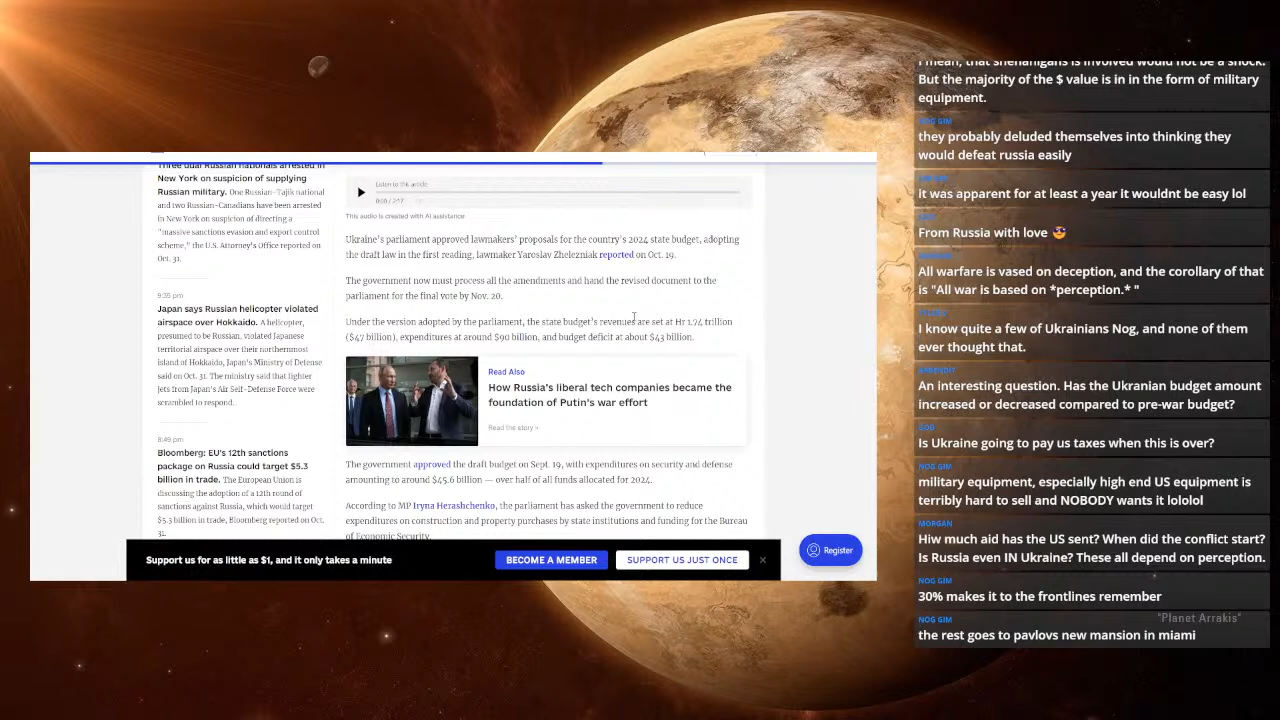 Three dual Russian nationals arrested in
New York on suspicion of supplying
Russian military. One Russian-Tajik national
and two Russian-Canadians have been arrested
in New York on suspicion of directing a
"massive sanctions evasion and export control
scheme," the U.S. Attorney's Office reported on
Oct. 31.
9:35 pm
Japan says Russian helicopter violated
airspace over Hokkaido. A helicopter,
presumed to be Russian, violated Japanese
territorial airspace over their northernmost
island of Hokkaido, Japan's Ministry of Defense
said on Oct. 31. The ministry said that fighter
jets from Japan's Air Self-Defense Force were
scrambled to respond.
8:49 pm
Bloomberg: EU's 12th sanctions
package on Russia could target $5.3
billion in trade. The European Union is
discussing the adoption of a 12th round of
sanctions against Russia, which would target
$5.3 billion in trade, Bloomberg reported on Oct.
31.
Listen to this article
0:00 / 2:17
This audio is created with AI assistance
Ukraine's parliament approved lawmakers' proposals for the country's 2024 state budget, adopting
the draft law in the first reading, lawmaker Yaroslav Zhelezniak reported on Oct. 19.
The government now must process all the amendments and hand the revised document to the
parliament for the final vote by Nov. 20.
Under the version adopted by the parliament, the state budget's revenues are set at Hr 1.74 trillion
($47 billion), expenditures at around $90 billion, and budget deficit at about $43 billion.
Read Also
How Russia's liberal tech companies became the
foundation of Putin's war effort
Read the story >
The government approved the draft budget on Sept. 19, with expenditures on security and defense
amounting to around $45.6 billion — over half of all funds allocated for 2024.
According to MP Iryna Herashchenko, the parliament has asked the government to reduce
expenditures on construction and property purchases by state institutions and funding for the Bureau
of Economic Security.
Support us for as little as $1, and it only takes a minute
BECOME A MEMBER
SUPPORT US JUST ONCE
×
Register
I mean, that shenanigans is involved would not be a shock.
But the majority of the $ value is in in the form of military
equipment.
NOG GIM
they probably deluded themselves into thinking they
would defeat russia easily
it was apparent for at least a year it wouldnt be easy lol
From Russia with love
All warfare is vased on deception, and the corollary of that
is "All war is based on *perception.* "
I know quite a few of Ukrainians Nog, and none of them
ever thought that.
An interesting question. Has the Ukranian budget amount
increased or decreased compared to pre-war budget?
Is Ukraine going to pay us taxes when this is over?
NOG GIM
military equipment, especially high end US equipment is
terribly hard to sell and NOBODY wants it lololol
MORGAN
Hiw much aid has the US sent? When did the conflict start?
Is Russia even IN Ukraine? These all depend on perception.
NOG GIM
30% makes it to the frontlines remember
"Planet Arrakis"
NOG GIM
the rest goes to pavlovs new mansion in miami